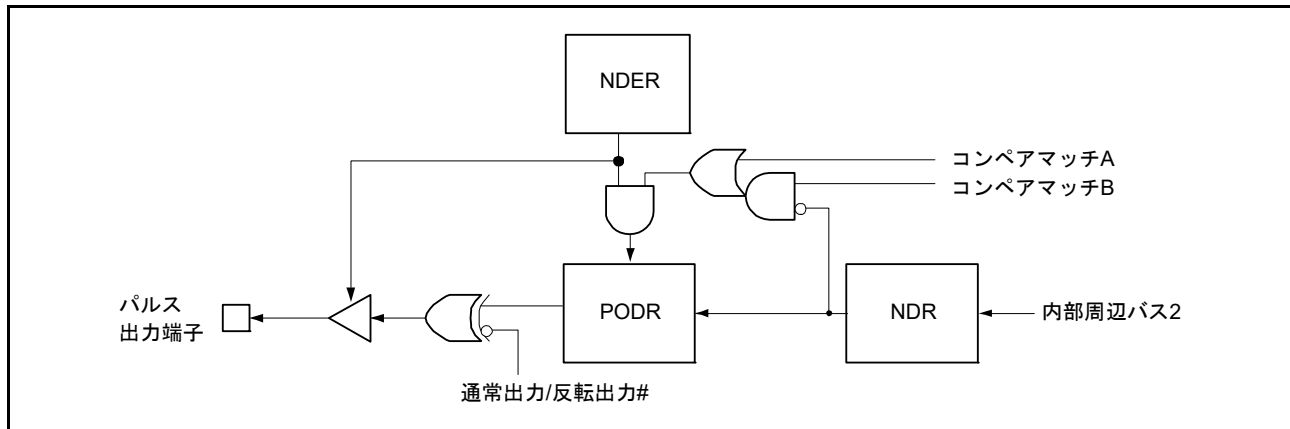 NDER
コンペアマッチA
コンペアマッチB
パルス
出力端子
PODR
NDR
内部周辺バス2
通常出力/反転出力#